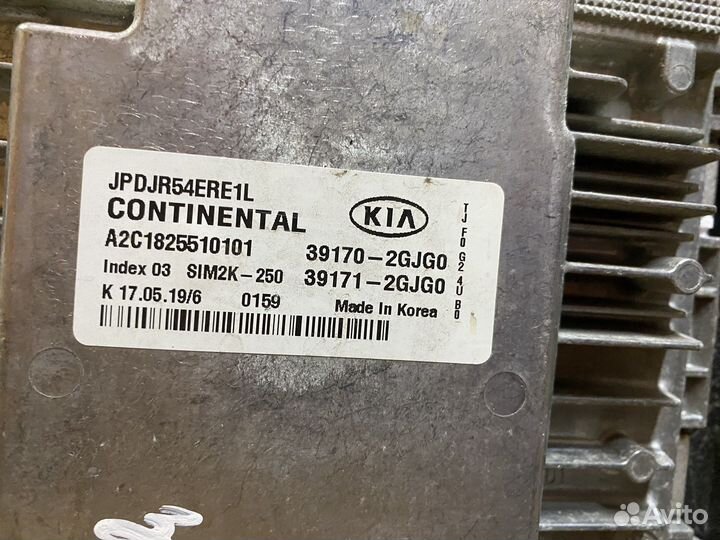 JPDJR54ERE1L
CONTINENTAL
KIA
A2C1825510101
39170-2GJG0
Index 03 SIM2K-250
39171-2GJG0
K 17.05.19/6 0159
Made in Korea
TJ F0 G2 4U B0
Avito